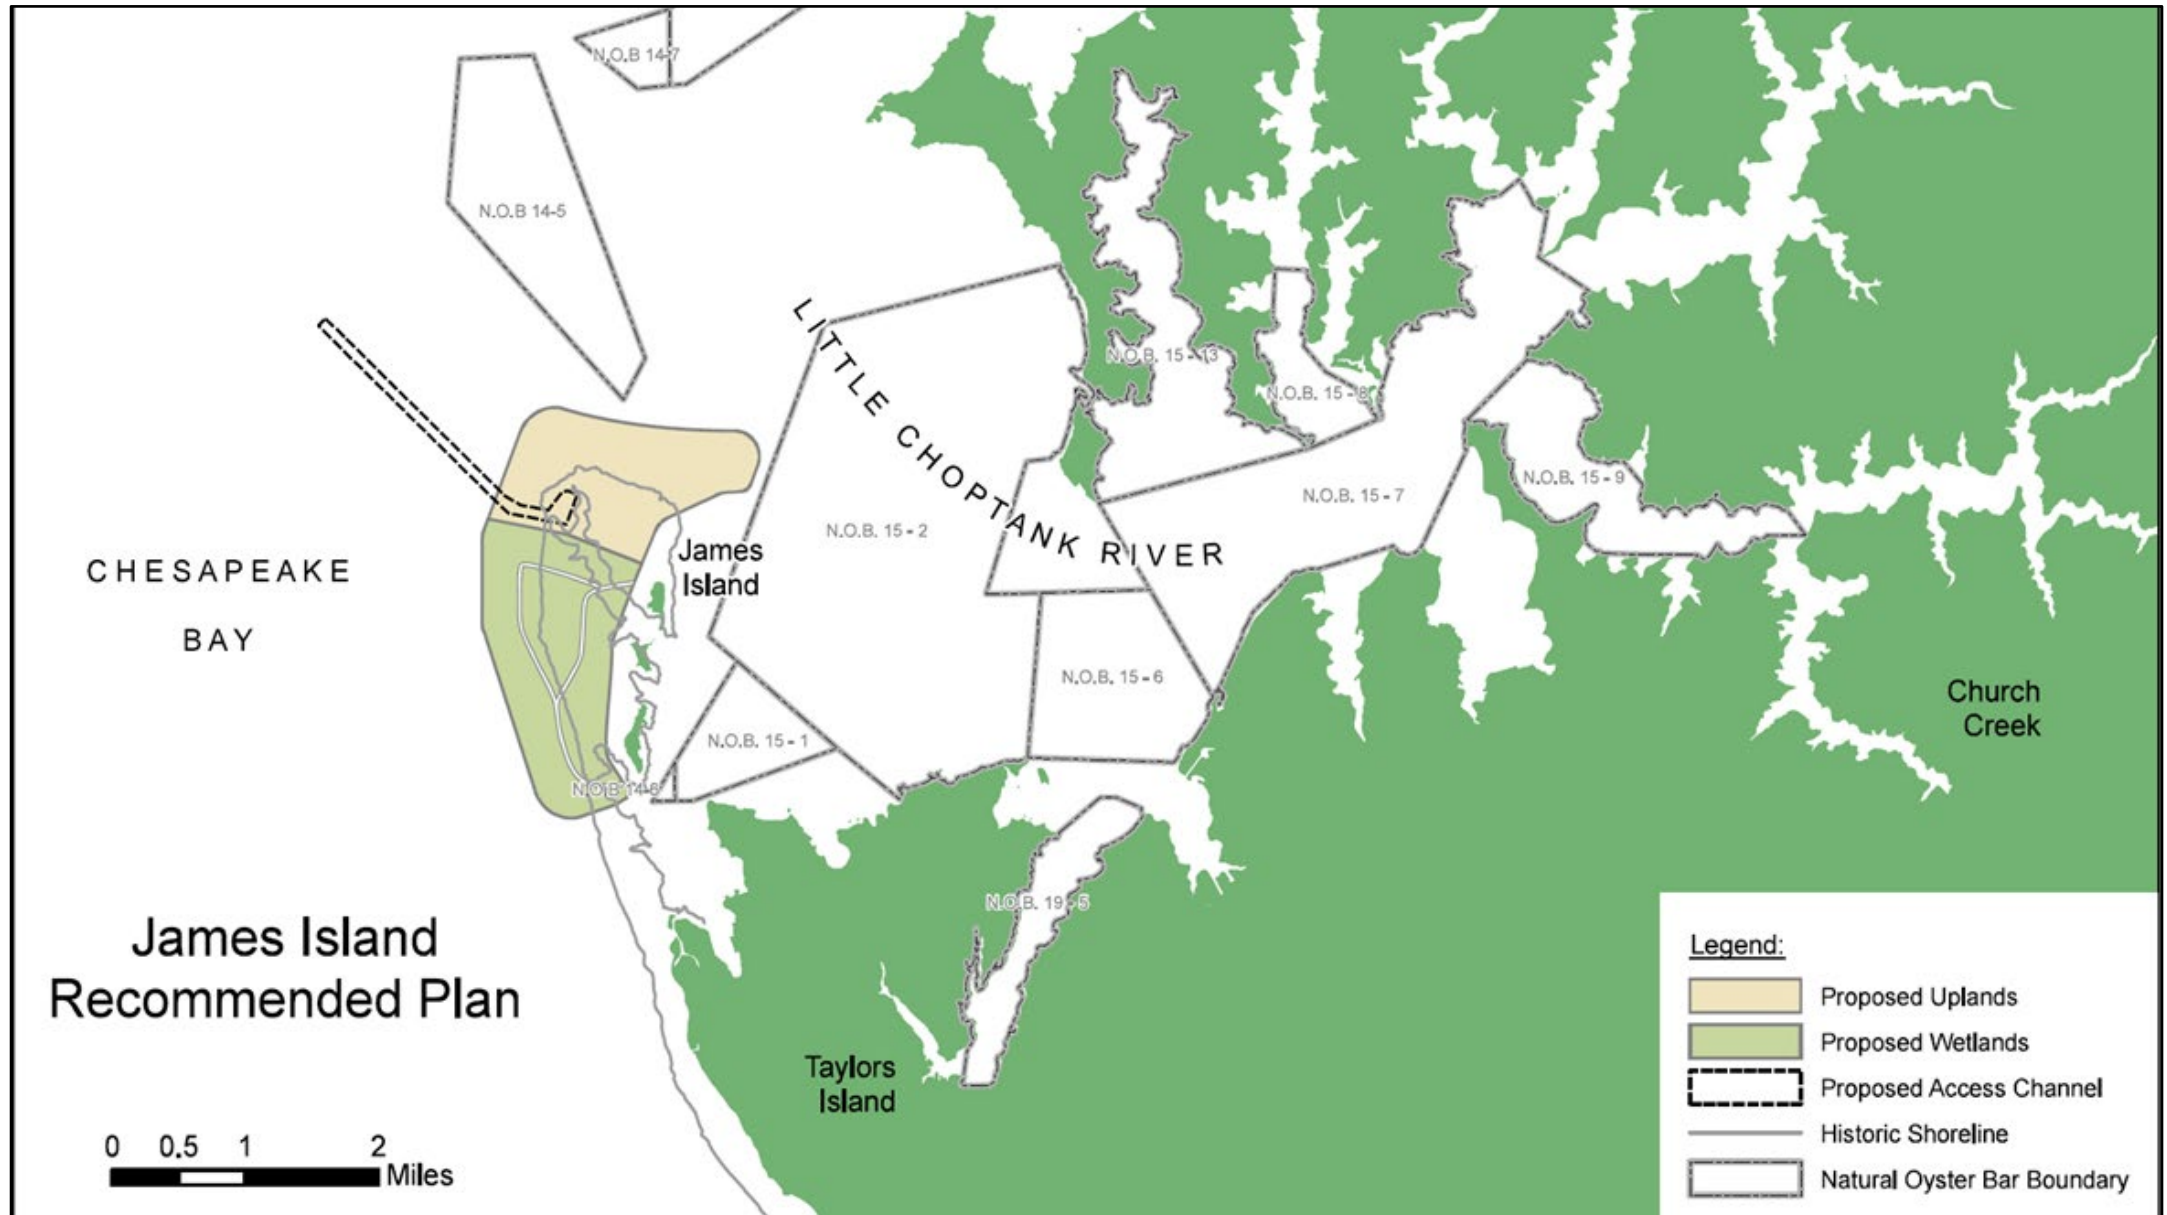 N.O.B 14-7
N.O.B 14-5
LITTLE CHOPTANK RIVER
N.O.B. 15 - 13
N.O.B. 15 - 8
N.O.B. 15 - 9
N.O.B. 15 - 7
N.O.B. 15 - 2
James
Island
CHESAPEAKE
BAY
N.O.B. 15 - 6
Church
Creek
N.O.B. 15 - 1
N.O.B 14-6
N.O.B. 19 - 5
James Island
Recommended Plan
Taylors
Island
0 0.5 1 2
Miles
Legend:
Proposed Uplands
Proposed Wetlands
Proposed Access Channel
Historic Shoreline
Natural Oyster Bar Boundary